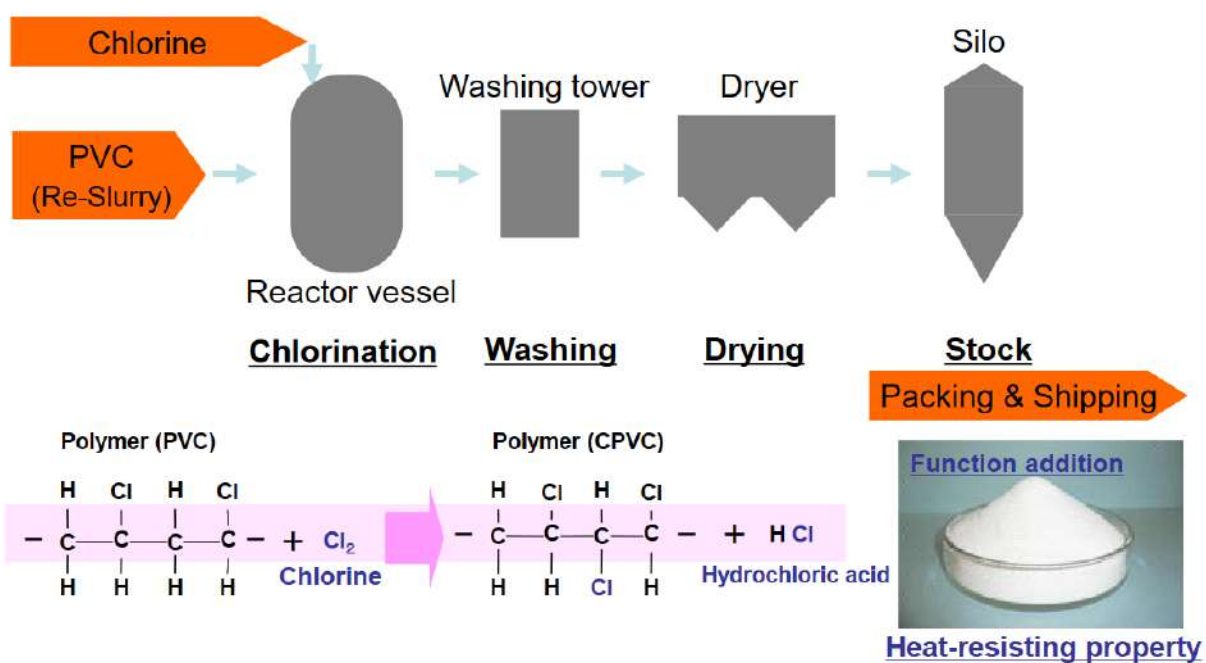 Chlorine
Silo
Washing tower
Dryer
PVC
(Re-Slurry)
Reactor vessel
Chlorination
Washing
Drying
Stock
Packing & Shipping
Polymer (PVC)
Polymer (CPVC)
H Cl H Cl
H Cl H Cl
– C C C C – + Cl₂
– C C C C – + H Cl
Chlorine
Hydrochloric acid
H H H H
H H Cl H
Function addition
Heat-resisting property